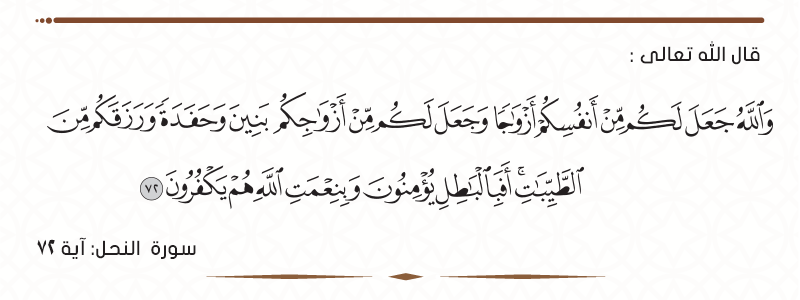 قال الله تعالى :
وَٱللَّهُ جَعَلَ لَكُم مِّنْ أَنفُسِكُمْ أَزْوَٰجًا وَجَعَلَ لَكُم مِّنْ أَزْوَٰجِكُم بَنِينَ وَحَفَدَةً وَرَزَقَكُم مِّنَ
ٱلطَّيِّبَٰتِۚ أَفَبِٱلْبَٰطِلِ يُؤْمِنُونَ وَبِنِعْمَتِ ٱللَّهِ هُمْ يَكْفُرُونَ ٧٢
سورة النحل: آية ٧٢